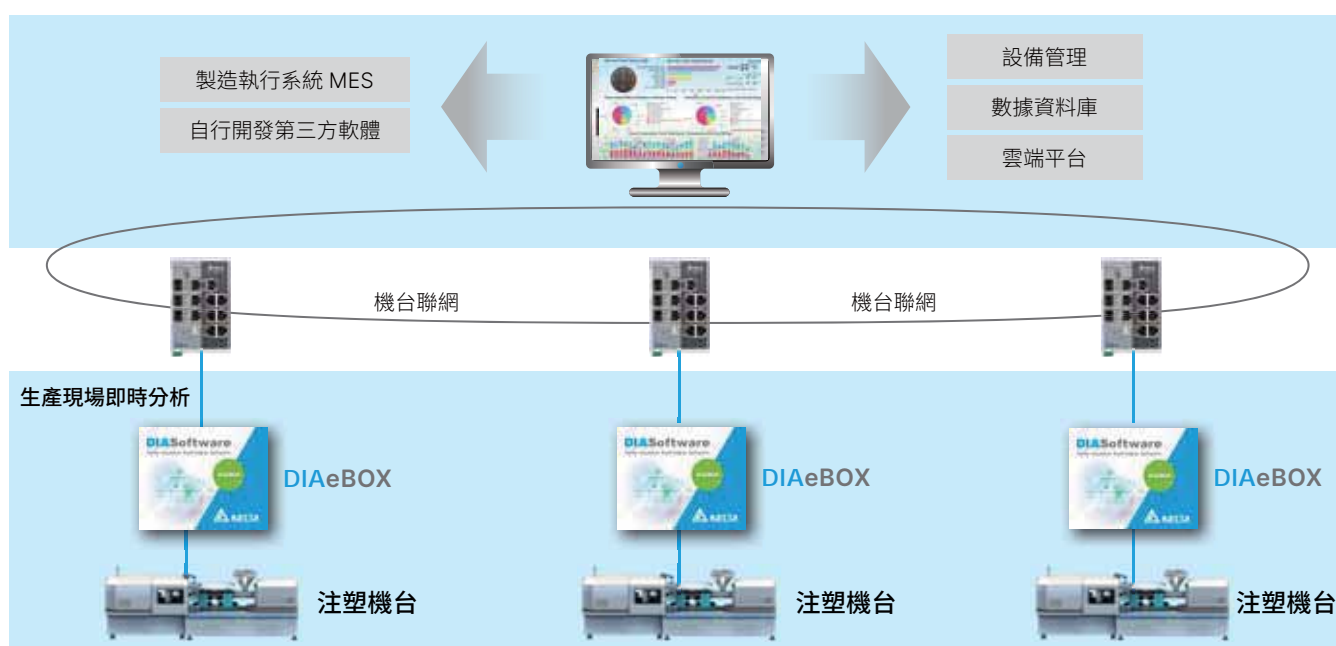 製造執行系統 MES
自行開發第三方軟體
設備管理
數據資料庫
雲端平台
機台聯網
機台聯網
生產現場即時分析
DIASoftware
DELTA
DIAeBOX
DIASoftware
DELTA
DIAeBOX
DIASoftware
DELTA
DIAeBOX
注塑機台
注塑機台
注塑機台